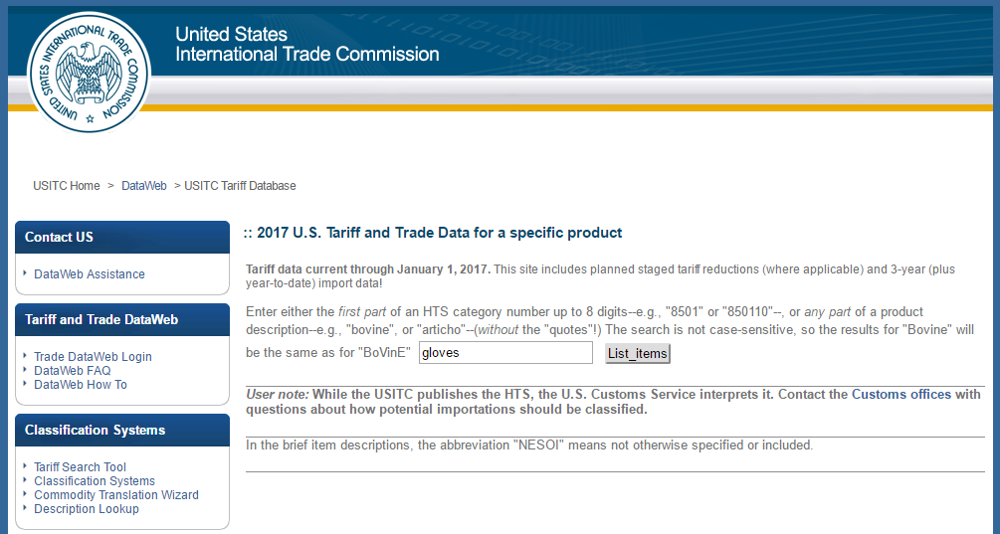 UNITED STATES INTERNATIONAL TRADE COMMISSION
United States
International Trade Commission
USITC Home > DataWeb > USITC Tariff Database
Contact US
DataWeb Assistance
Tariff and Trade DataWeb
Trade DataWeb Login
DataWeb FAQ
DataWeb How To
Classification Systems
Tariff Search Tool
Classification Systems
Commodity Translation Wizard
Description Lookup
:: 2017 U.S. Tariff and Trade Data for a specific product
Tariff data current through January 1, 2017. This site includes planned staged tariff reductions (where applicable) and 3-year (plus
year-to-date) import data!
Enter either the first part of an HTS category number up to 8 digits--e.g., "8501" or "850110"--, or any part of a product
description--e.g., "bovine", or "articho"--(without the "quotes"!) The search is not case-sensitive, so the results for "Bovine" will
be the same as for "BoVinE" gloves List_items
User note: While the USITC publishes the HTS, the U.S. Customs Service interprets it. Contact the Customs offices with
questions about how potential importations should be classified.
In the brief item descriptions, the abbreviation "NESOI" means not otherwise specified or included.